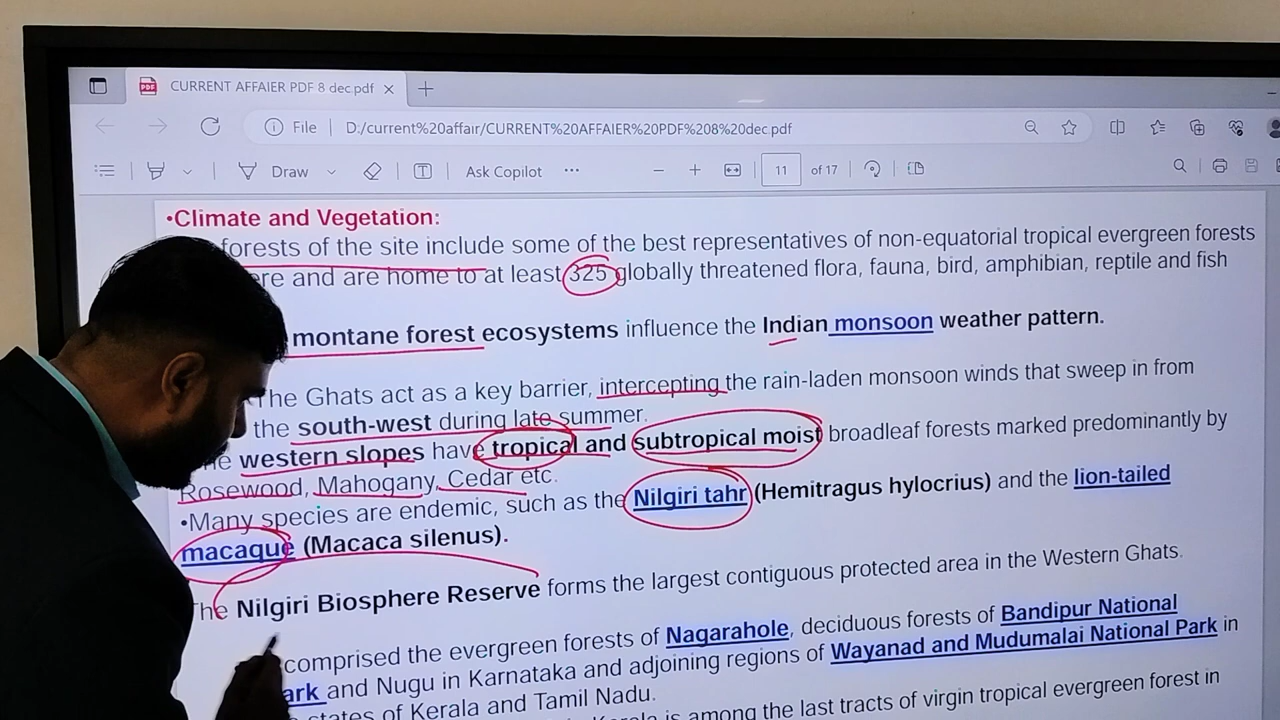 CURRENT AFFAIER PDF 8 dec.pdf
File D:/current%20affair/CURRENT%20AFFAIER%20PDF%208%20dec.pdf
Draw Ask Copilot 11 of 17
•Climate and Vegetation:
forests of the site include some of the best representatives of non-equatorial tropical evergreen forests
and are home to at least 325 globally threatened flora, fauna, bird, amphibian, reptile and fish
montane forest ecosystems influence the Indian monsoon weather pattern.
The Ghats act as a key barrier, intercepting the rain-laden monsoon winds that sweep in from
the south-west during late summer.
western slopes have tropical and subtropical moist broadleaf forests marked predominantly by
Rosewood, Mahogany, Cedar etc.
•Many species are endemic, such as the Nilgiri tahr (Hemitragus hylocrius) and the lion-tailed
macaque (Macaca silenus).
The Nilgiri Biosphere Reserve forms the largest contiguous protected area in the Western Ghats.
comprised the evergreen forests of Nagarahole, deciduous forests of Bandipur National
and Nugu in Karnataka and adjoining regions of Wayanad and Mudumalai National Park in
states of Kerala and Tamil Nadu.
Kerala is among the last tracts of virgin tropical evergreen forest in